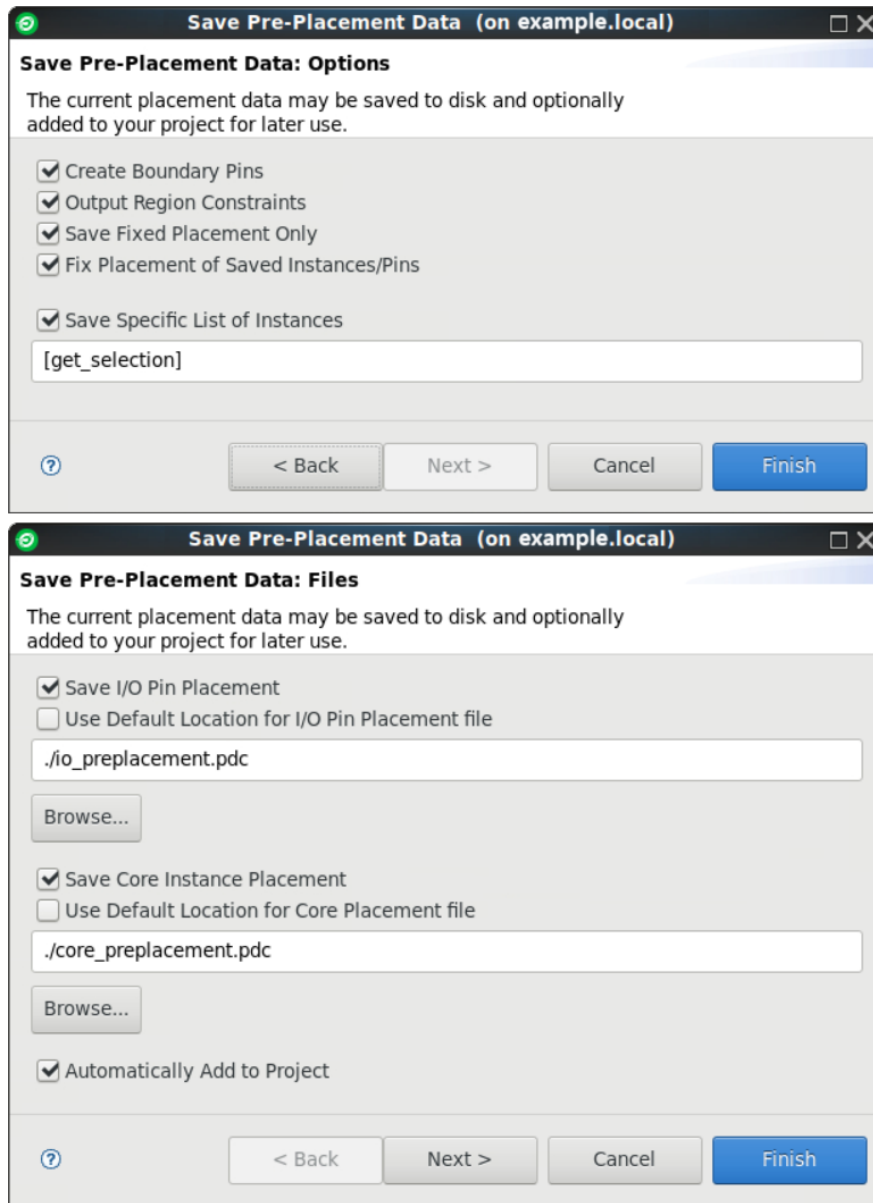 Save Pre-Placement Data (on example.local)
Save Pre-Placement Data: Options
The current placement data may be saved to disk and optionally
added to your project for later use.
Create Boundary Pins
Output Region Constraints
Save Fixed Placement Only
Fix Placement of Saved Instances/Pins
Save Specific List of Instances
[get_selection]
? < Back Next > Cancel Finish
Save Pre-Placement Data (on example.local)
Save Pre-Placement Data: Files
The current placement data may be saved to disk and optionally
added to your project for later use.
Save I/O Pin Placement
Use Default Location for I/O Pin Placement file
./io_preplacement.pdc
Browse...
Save Core Instance Placement
Use Default Location for Core Placement file
./core_preplacement.pdc
Browse...
Automatically Add to Project
? < Back Next > Cancel Finish